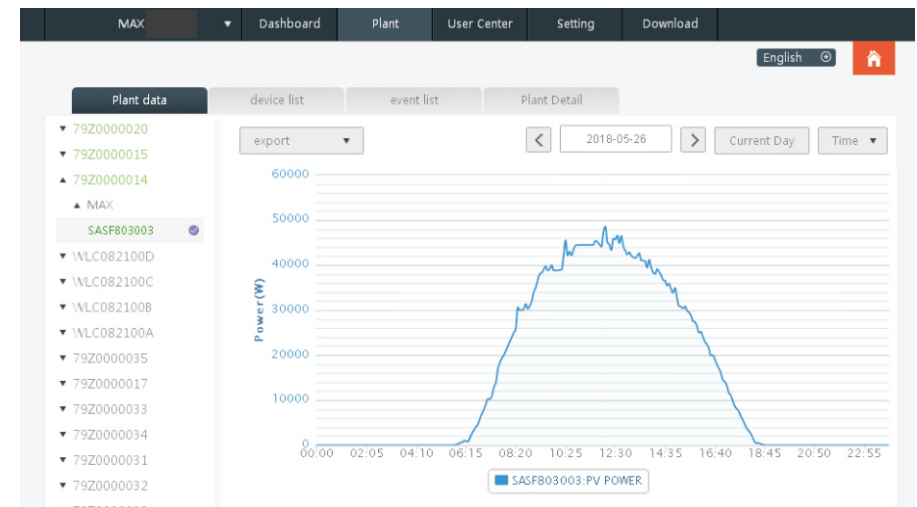 MAX Dashboard Plant User Center Setting Download
English
Plant data device list event list Plant Detail
79Z0000020
79Z0000015
79Z0000014
MAX
SASF803003
WLC082100D
WLC082100C
WLC082100B
WLC082100A
79Z0000035
79Z0000017
79Z0000033
79Z0000034
79Z0000031
79Z0000032
export 2018-05-26 Current Day Time
60000
50000
40000
30000
20000
10000
0
Power(W)
00:00 02:05 04:10 06:15 08:20 10:25 12:30 14:35 16:40 18:45 20:50 22:55
SASF803003:PV POWER